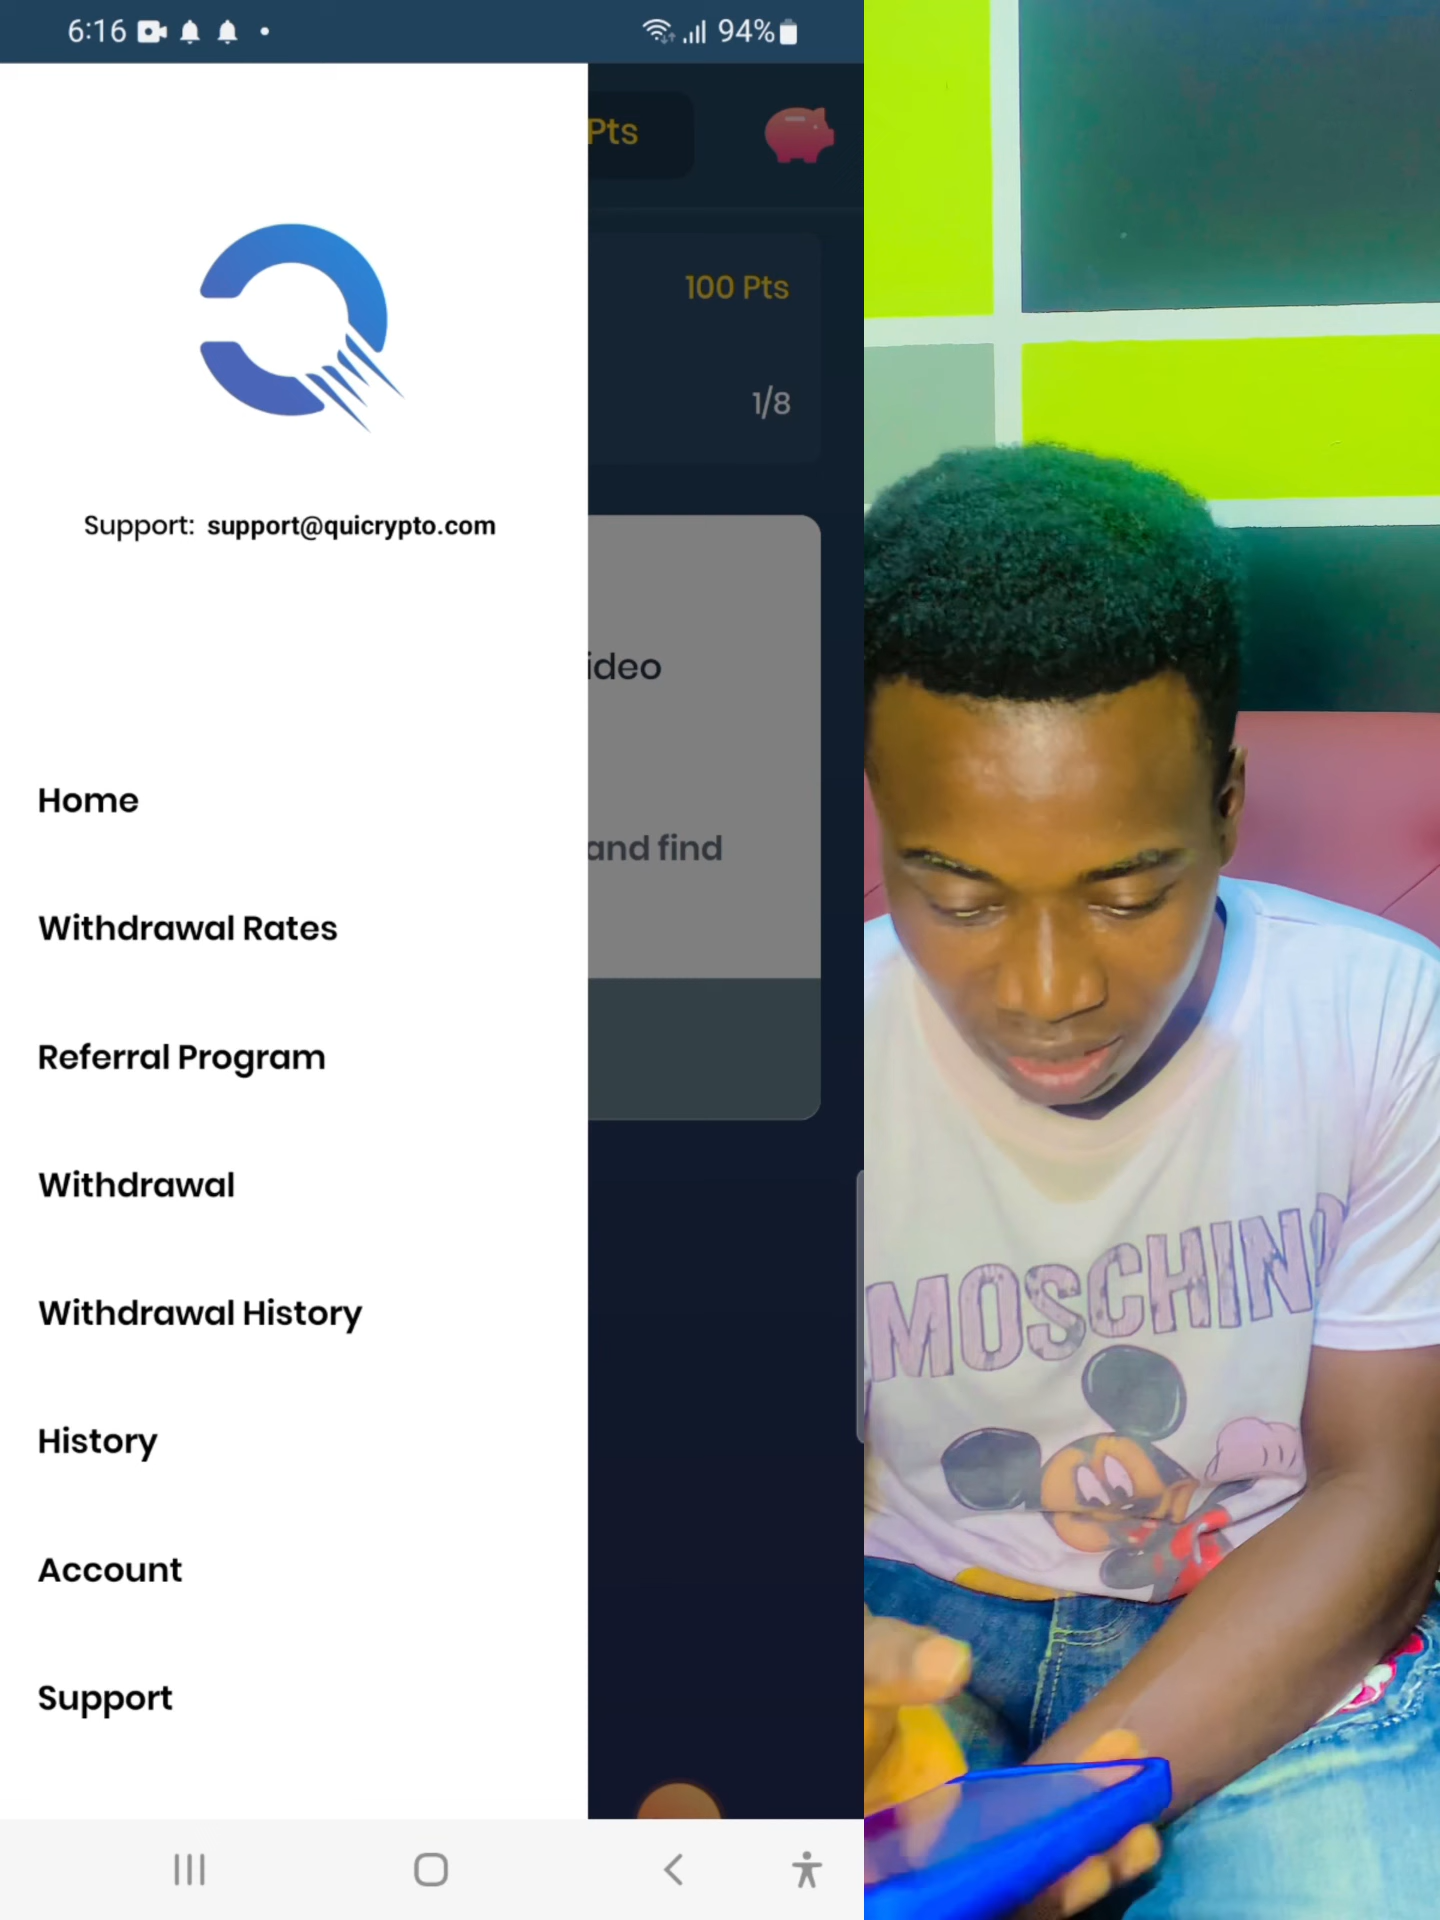 6:16
94%
Pts
100 Pts
1/8
Support: support@quicrypto.com
ideo
and find
Home
Withdrawal Rates
Referral Program
Withdrawal
Withdrawal History
History
Account
Support
MOSCHINO